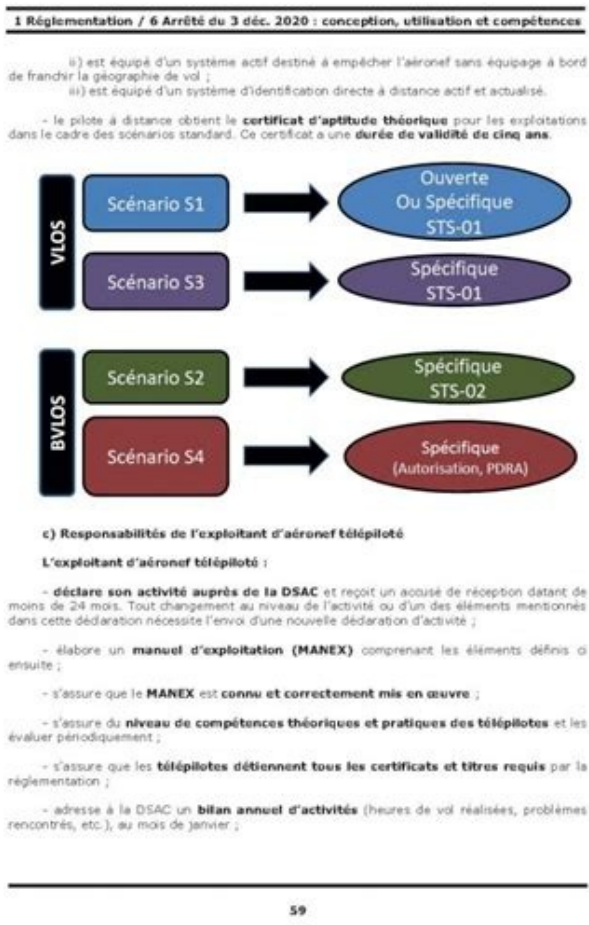 1 Réglementation / 6 Arrêté du 3 déc. 2020 : conception, utilisation et compétences
ii) est équipé d'un système actif destiné à empêcher l'aéronef sans équipage à bord
de franchir la géographie de vol ;
iii) est équipé d'un système d'identification directe à distance actif et actualisé.
- le pilote à distance obtient le certificat d'aptitude théorique pour les exploitations
dans le cadre des scénarios standard. Ce certificat a une durée de validité de cinq ans.
VLOS
Scénario S1
Ouverte
Ou Spécifique
STS-01
Scénario S3
Spécifique
STS-01
BVLOS
Scénario S2
Spécifique
STS-02
Scénario S4
Spécifique
(Autorisation, PDRA)
c) Responsabilités de l'exploitant d'aéronef télépiloté
L'exploitant d'aéronef télépiloté :
- déclare son activité auprès de la DSAC et reçoit un accusé de réception datant de
moins de 24 mois. Tout changement au niveau de l'activité ou d'un des éléments mentionnés
dans cette déclaration nécessite l'envoi d'une nouvelle déclaration d'activité ;
- élabore un manuel d'exploitation (MANEX) comprenant les éléments définis ci
ensuite ;
- s'assure que le MANEX est connu et correctement mis en œuvre ;
- s'assure du niveau de compétences théoriques et pratiques des télépilotes et les
évaluer périodiquement ;
- s'assure que les télépilotes détiennent tous les certificats et titres requis par la
réglementation ;
- adresse à la DSAC un bilan annuel d'activités (heures de vol réalisées, problèmes
rencontrés, etc.), au mois de janvier ;
59